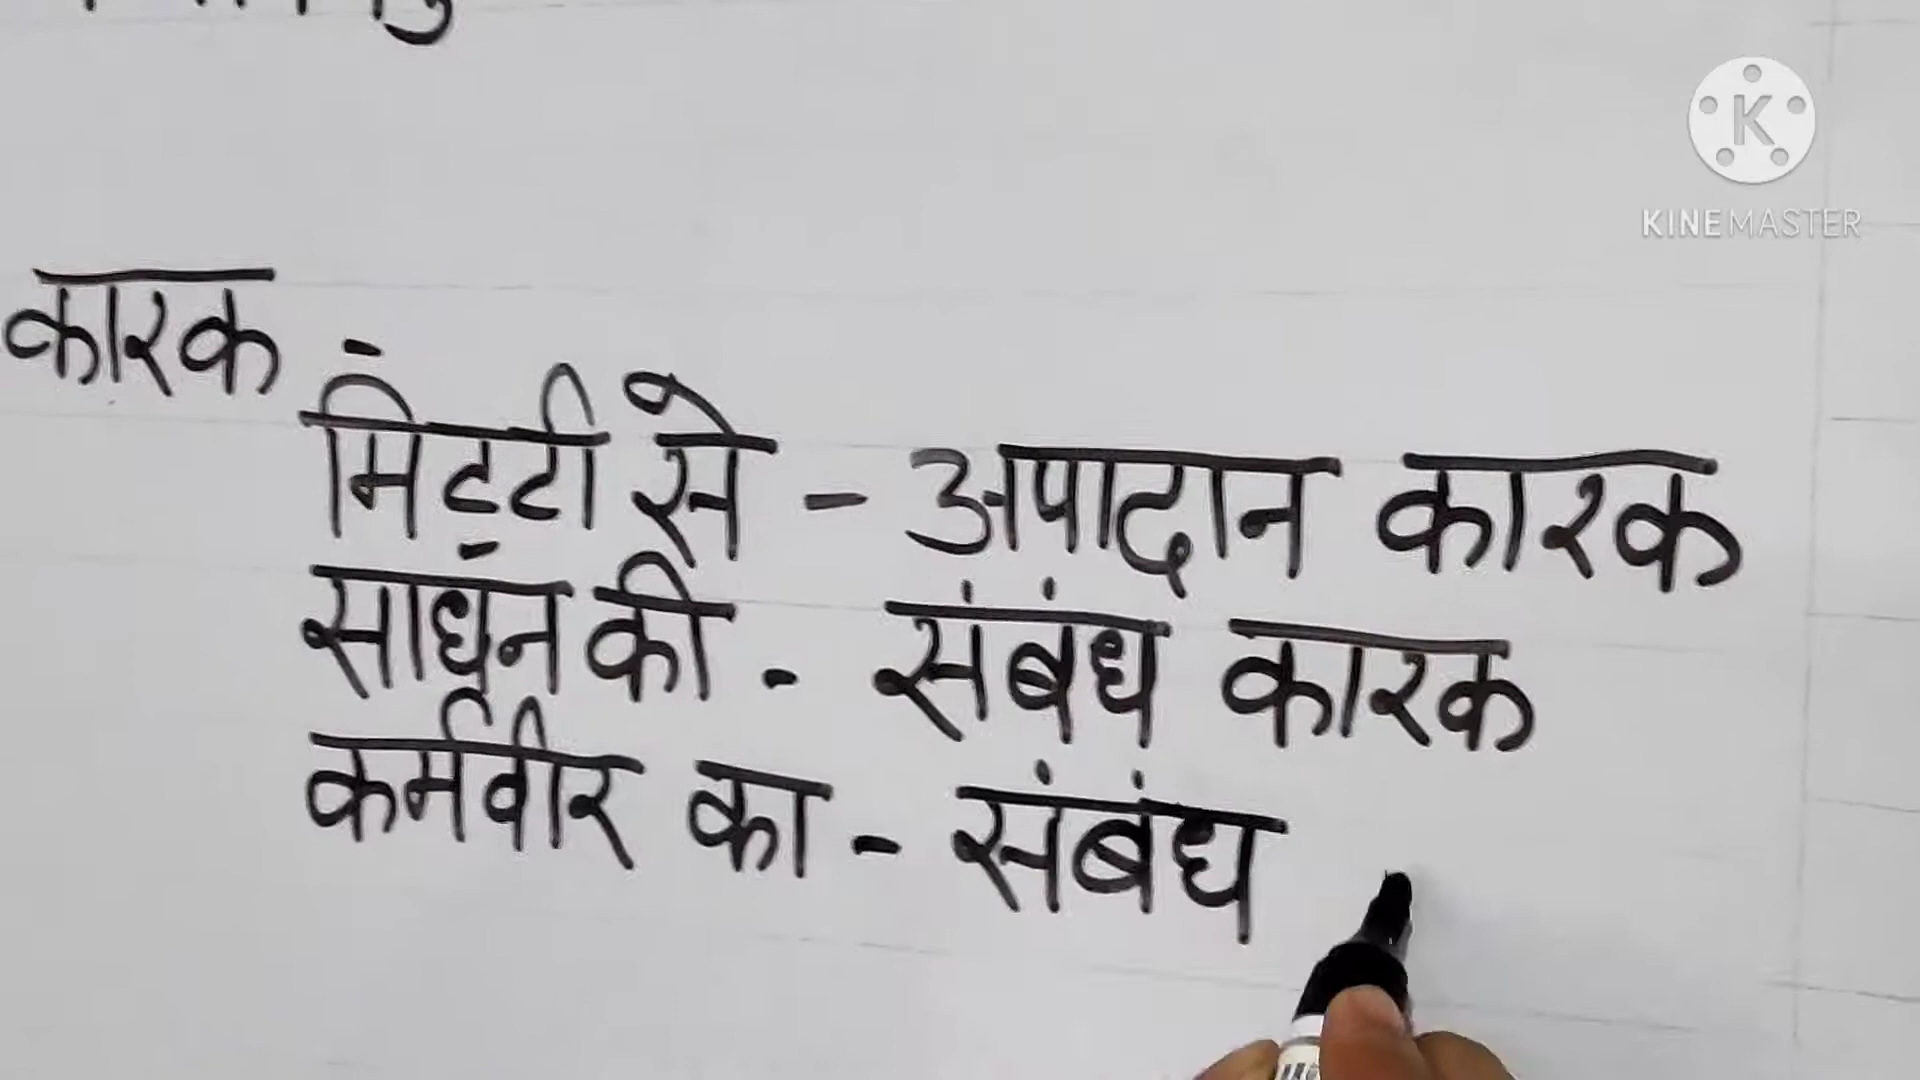 KINEMASTER
कारक -
मिट्टी से - अपादान कारक
साधन की - संबंध कारक
कर्मवीर का - संबंध